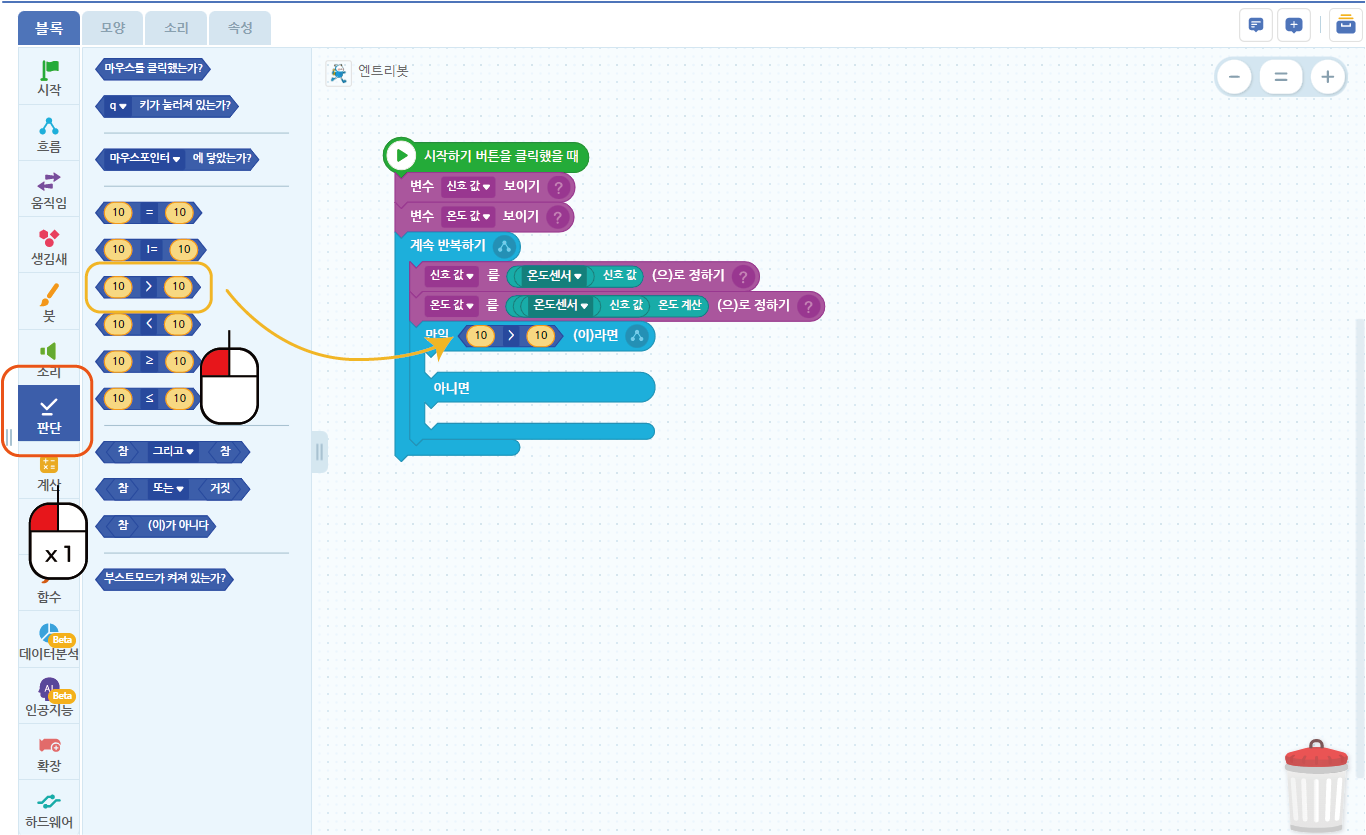 블록 모양 소리 속성
시작
흐름
움직임
생김새
붓
소리
판단
계산
함수
Beta
데이터분석
AI
Beta
인공지능
확장
하드웨어
마우스를 클릭했는가?
q 키가 눌러져 있는가?
마우스포인터 에 닿았는가?
10 = 10
10 != 10
10 > 10
10 < 10
10 ≥ 10
10 ≤ 10
참 그리고 참
참 또는 거짓
참 (이)가 아니다
부스트모드가 켜져 있는가?
x 1
엔트리봇
시작하기 버튼을 클릭했을 때
변수 신호 값 보이기 ?
변수 온도 값 보이기 ?
계속 반복하기
신호 값 를 온도센서 신호 값 (으)로 정하기 ?
온도 값 를 온도센서 신호 값 온도 계산 (으)로 정하기 ?
만일 10 > 10 (이)라면
아니면